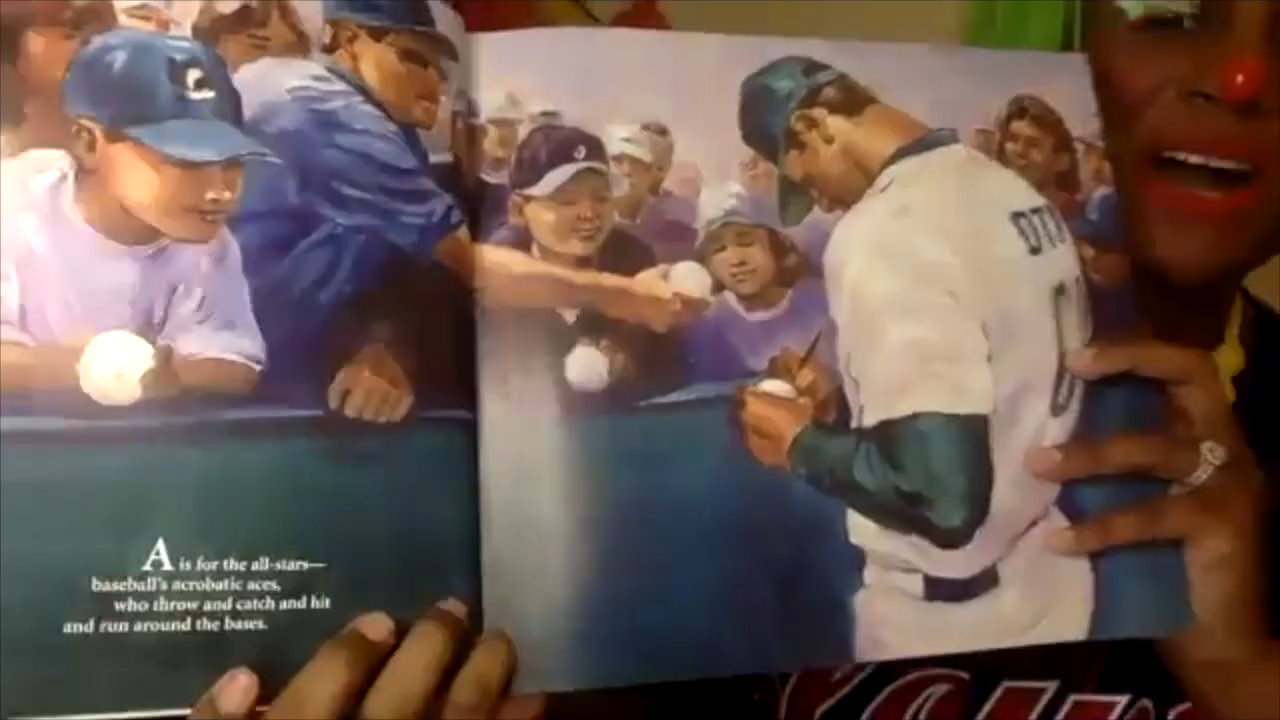 A is for the all-stars—
baseball's acrobatic aces,
who throw and catch and hit
and run around the bases.